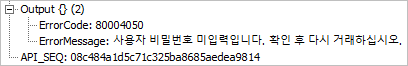 Output {} (2)
ErrorCode: 80004050
ErrorMessage: 사용자 비밀번호 미입력입니다. 확인 후 다시 거래하십시오.
API_SEQ: 08c484a1d5c71c325ba8685aedea9814